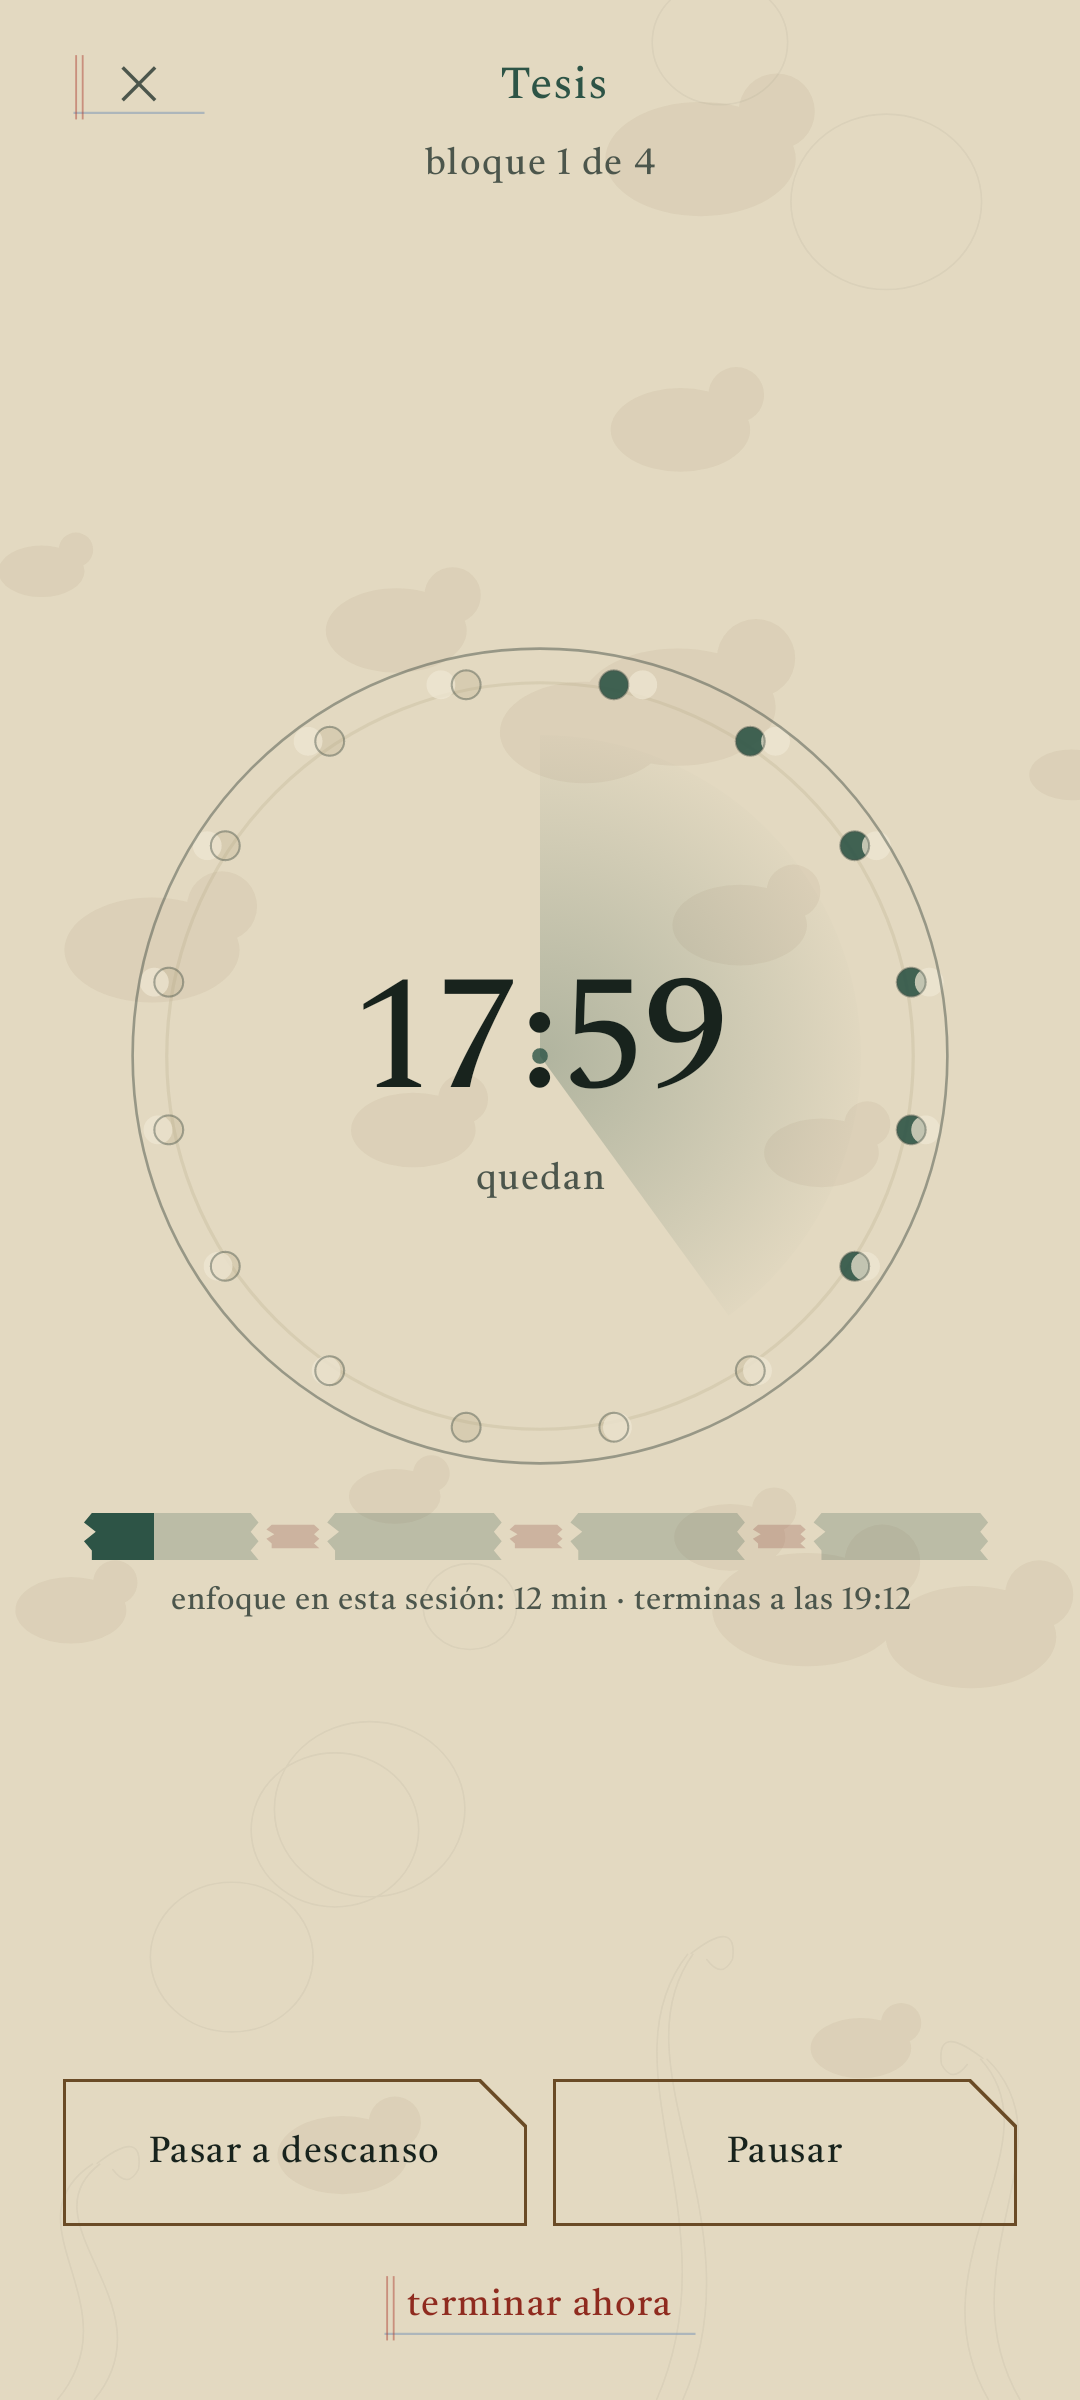 Tesis
bloque 1 de 4
17:59
quedan
enfoque en esta sesión: 12 min · terminas a las 19:12
Pasar a descanso
Pausar
terminar ahora